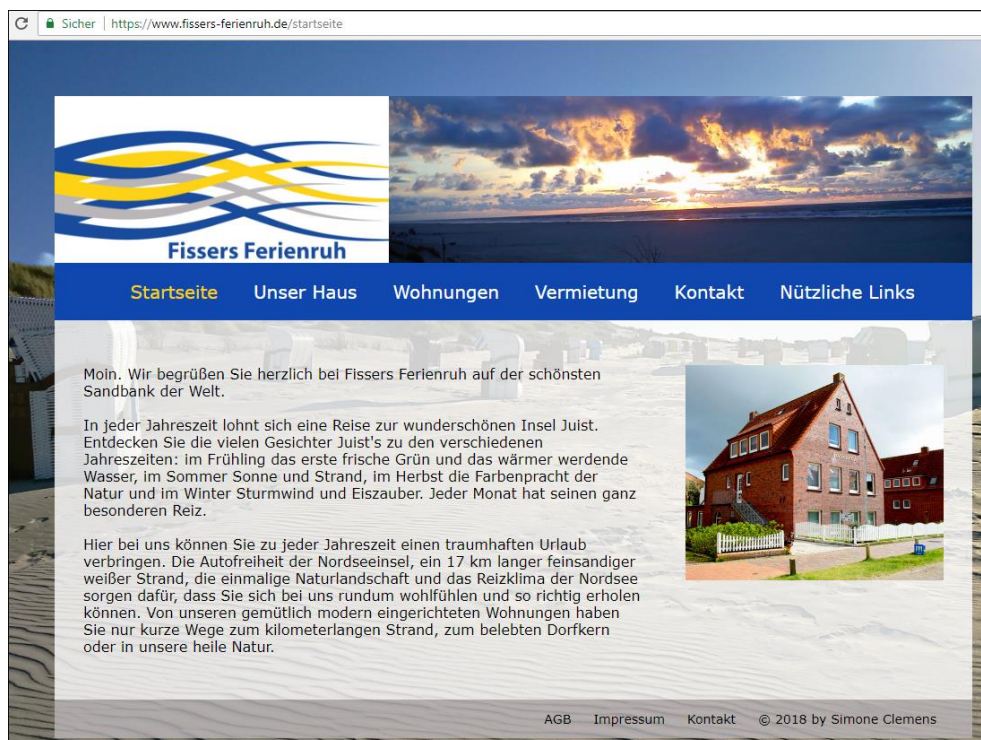 Sicher | https://www.fissers-ferienruh.de/startseite
Fissers Ferienruh
Startseite Unser Haus Wohnungen Vermietung Kontakt Nützliche Links
Moin. Wir begrüßen Sie herzlich bei Fissers Ferienruh auf der schönsten
Sandbank der Welt.
In jeder Jahreszeit lohnt sich eine Reise zur wunderschönen Insel Juist.
Entdecken Sie die vielen Gesichter Juist's zu den verschiedenen
Jahreszeiten: im Frühling das erste frische Grün und das wärmer werdende
Wasser, im Sommer Sonne und Strand, im Herbst die Farbenpracht der
Natur und im Winter Sturmwind und Eiszauber. Jeder Monat hat seinen ganz
besonderen Reiz.
Hier bei uns können Sie zu jeder Jahreszeit einen traumhaften Urlaub
verbringen. Die Autofreiheit der Nordseeinsel, ein 17 km langer feinsandiger
weißer Strand, die einmalige Naturlandschaft und das Reizklima der Nordsee
sorgen dafür, dass Sie sich bei uns rundum wohlfühlen und so richtig erholen
können. Von unseren gemütlich modern eingerichteten Wohnungen haben
Sie nur kurze Wege zum kilometerlangen Strand, zum belebten Dorfkern
oder in unsere heile Natur.
AGB Impressum Kontakt © 2018 by Simone Clemens